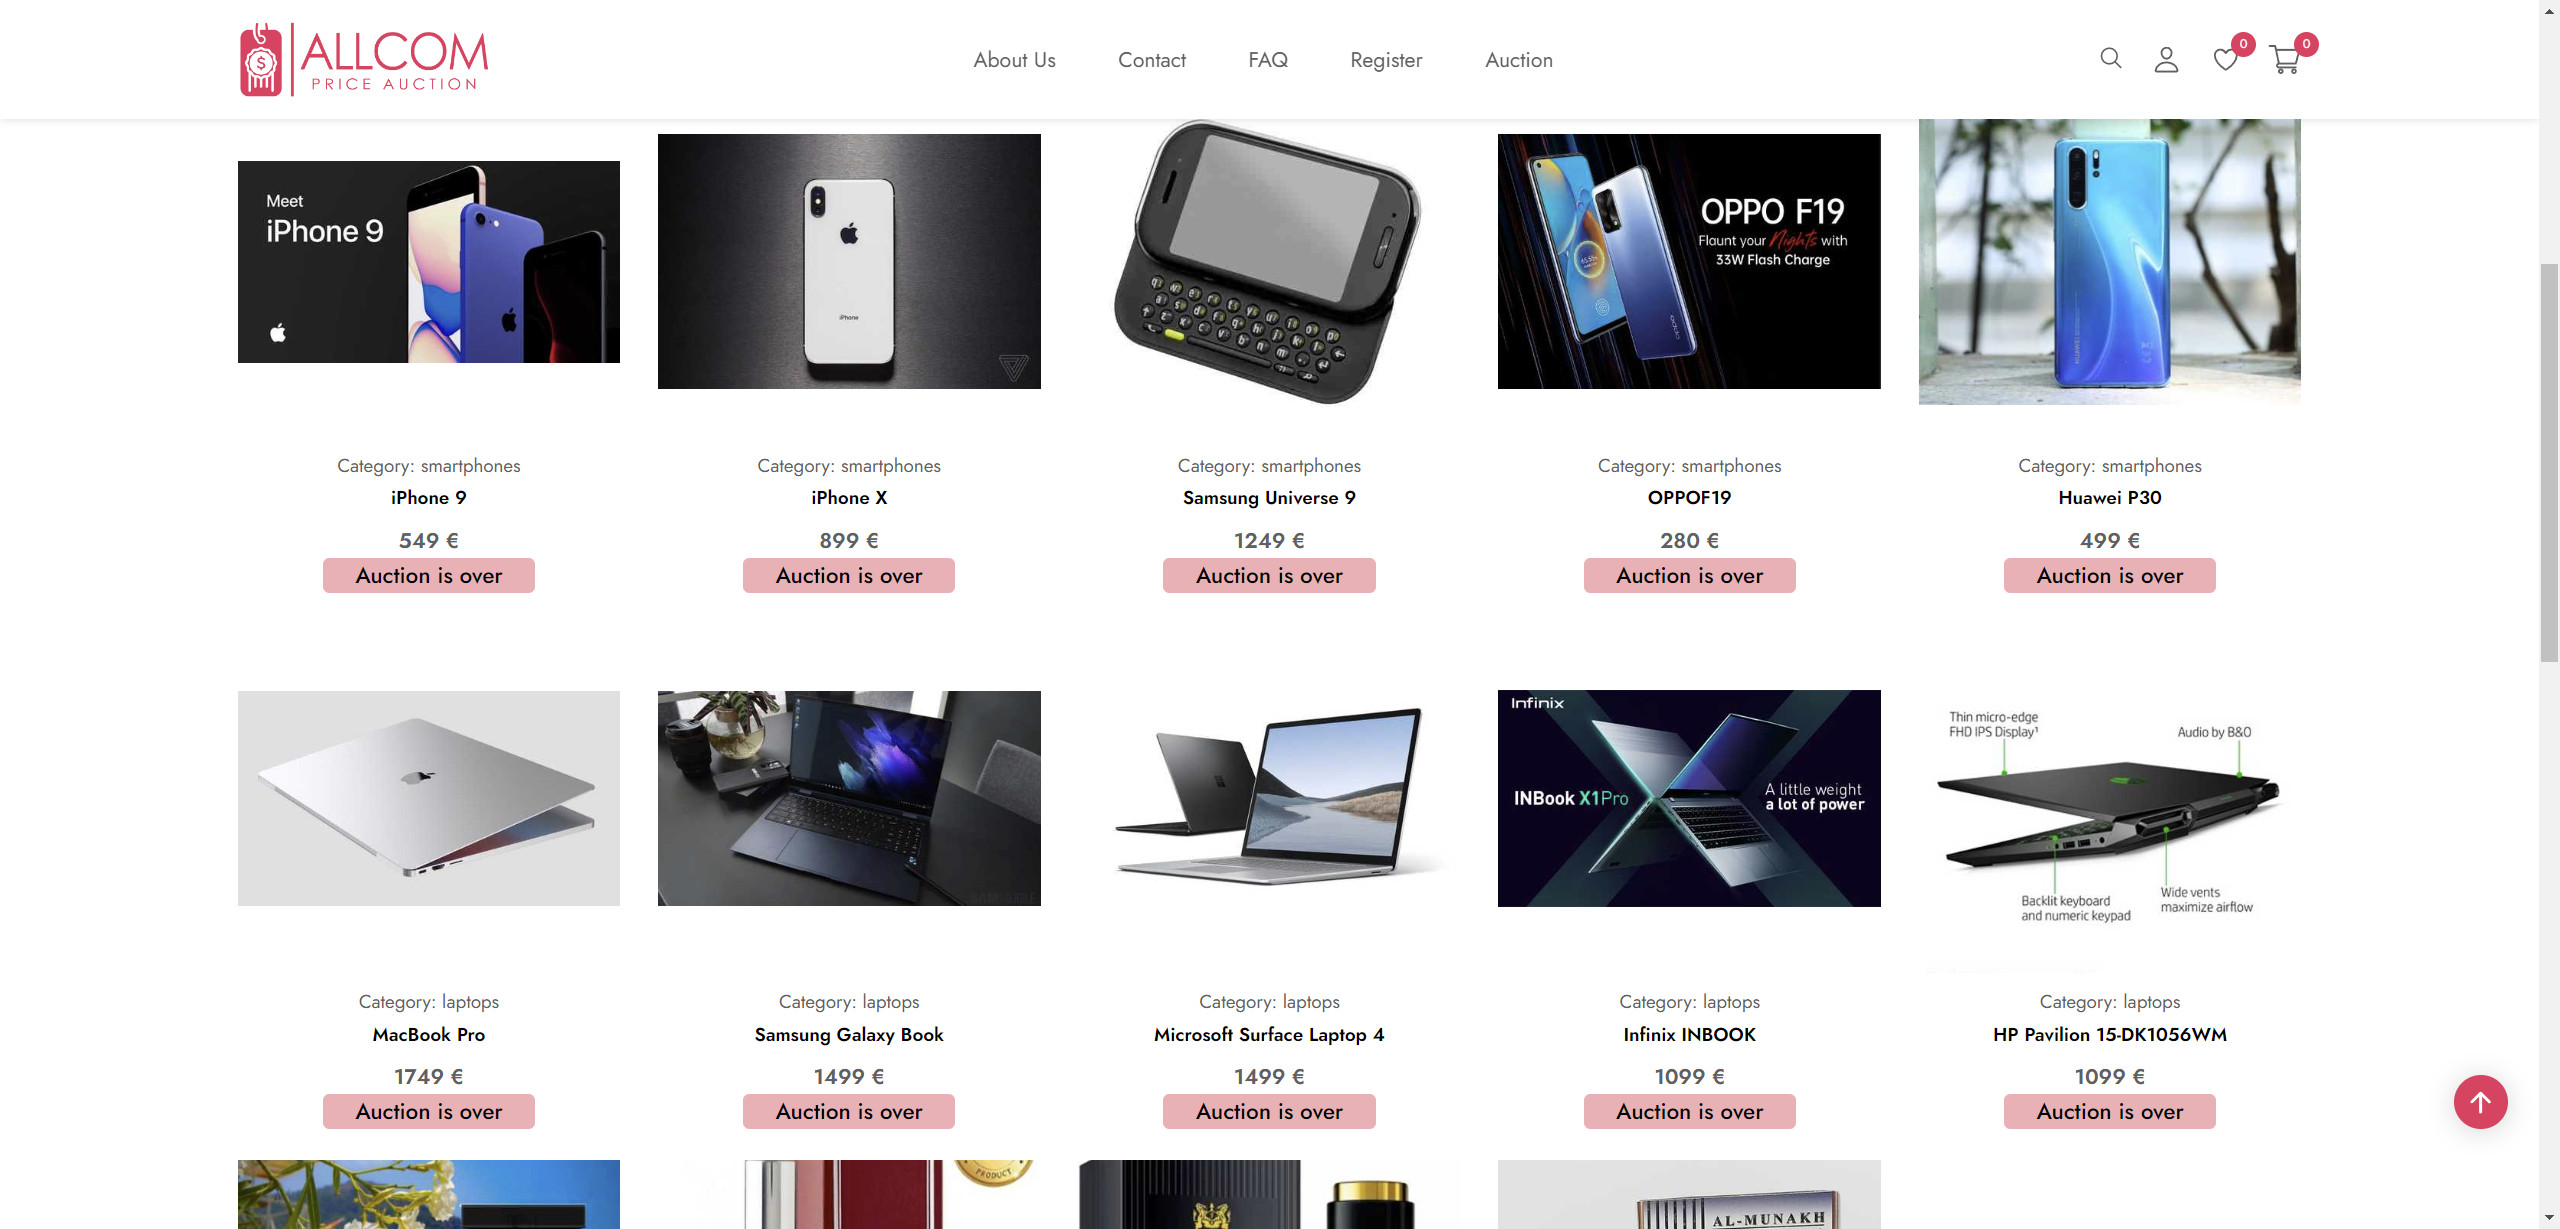 ALLCOM
PRICE AUCTION
About Us
Contact
FAQ
Register
Auction
0
0
Meet
iPhone 9
iPhone
OPPO F19
Flaunt your Nights with
33W Flash Charge
oppo
HUAWEI
Category: smartphones
iPhone 9
549 €
Auction is over
Category: smartphones
iPhone X
899 €
Auction is over
Category: smartphones
Samsung Universe 9
1249 €
Auction is over
Category: smartphones
OPPOF19
280 €
Auction is over
Category: smartphones
Huawei P30
499 €
Auction is over
Infinix
INBook X1Pro
A little weight
a lot of power
Thin micro-edge
FHD IPS Display¹
Audio by B&O
Backlit keyboard
and numeric keypad
Wide vents
maximize airflow
Category: laptops
MacBook Pro
1749 €
Auction is over
Category: laptops
Samsung Galaxy Book
1499 €
Auction is over
Category: laptops
Microsoft Surface Laptop 4
1499 €
Auction is over
Category: laptops
Infinix INBOOK
1099 €
Auction is over
Category: laptops
HP Pavilion 15-DK1056WM
1099 €
Auction is over
PRODUCT
AL-MUNAKH